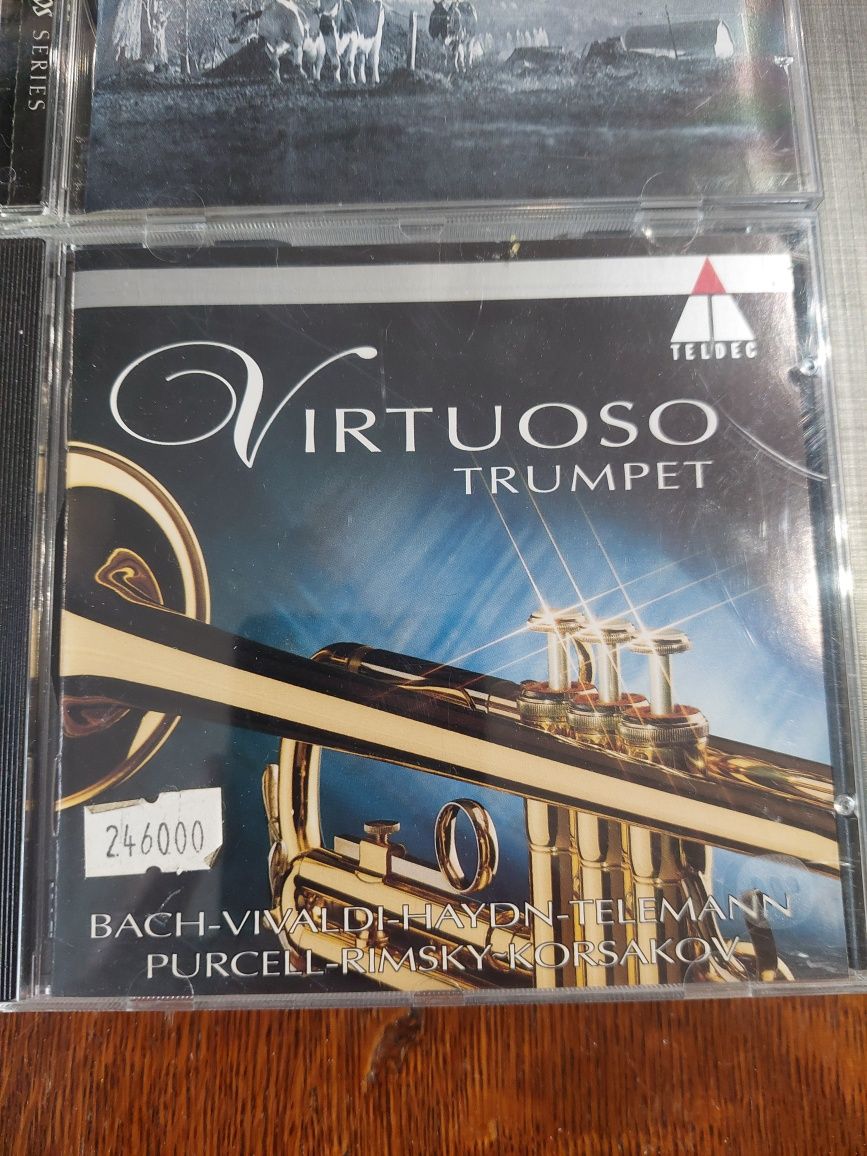 SERIES
TELDEC
VIRTUOSO
TRUMPET
246000
BACH-VIVALDI-HAYDN-TELEMANN
PURCELL-RIMSKY-KORSAKOV